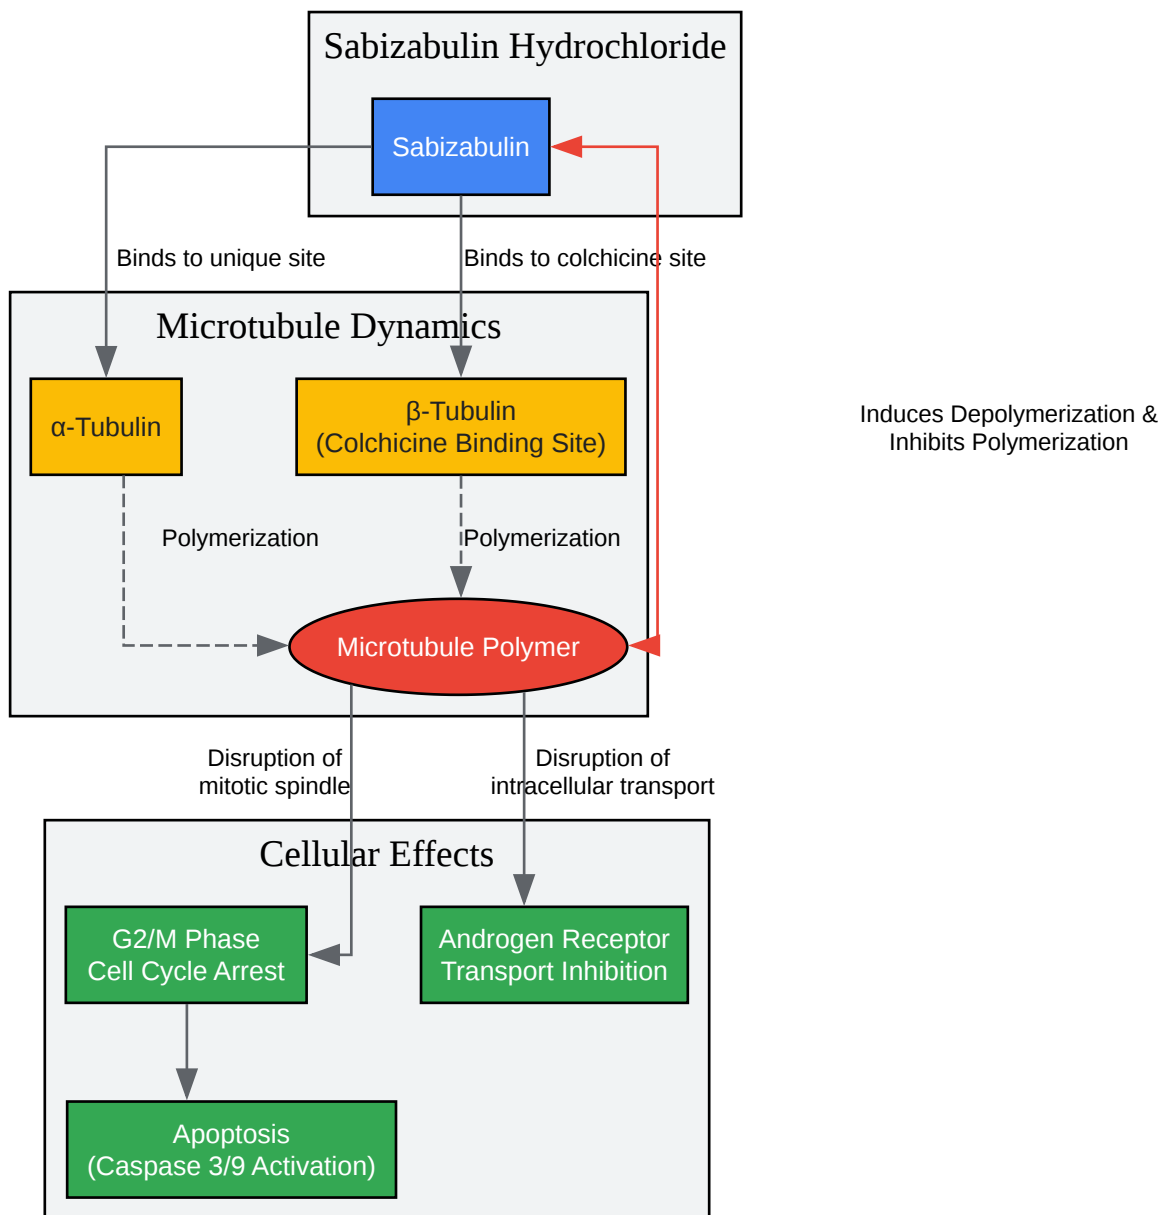 Sabizabulin Hydrochloride
Sabizabulin
Binds to unique site
Binds to colchicine site
Microtubule Dynamics
α-Tubulin
β-Tubulin
(Colchicine Binding Site)
Induces Depolymerization &
Inhibits Polymerization
Polymerization
Polymerization
Microtubule Polymer
Disruption of
mitotic spindle
Disruption of
intracellular transport
Cellular Effects
G2/M Phase
Cell Cycle Arrest
Androgen Receptor
Transport Inhibition
Apoptosis
(Caspase 3/9 Activation)